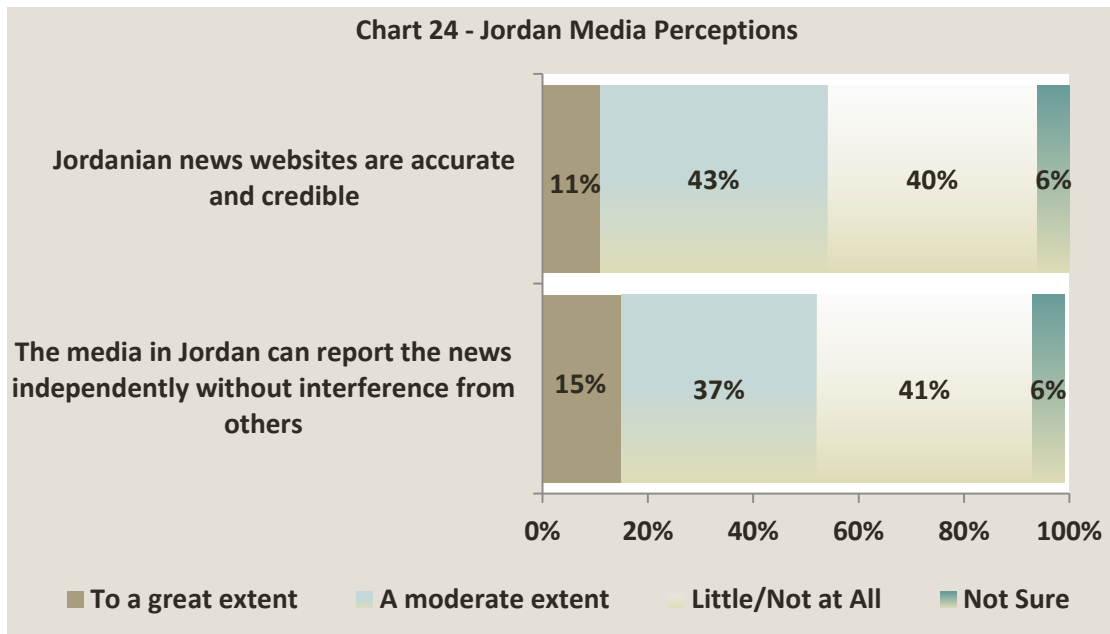 Chart 24 - Jordan Media Perceptions
Jordanian news websites are accurate
and credible
11%
43%
40%
6%
The media in Jordan can report the news
independently without interference from
others
15%
37%
41%
6%
0%
20%
40%
60%
80%
100%
To a great extent
A moderate extent
Little/Not at All
Not Sure